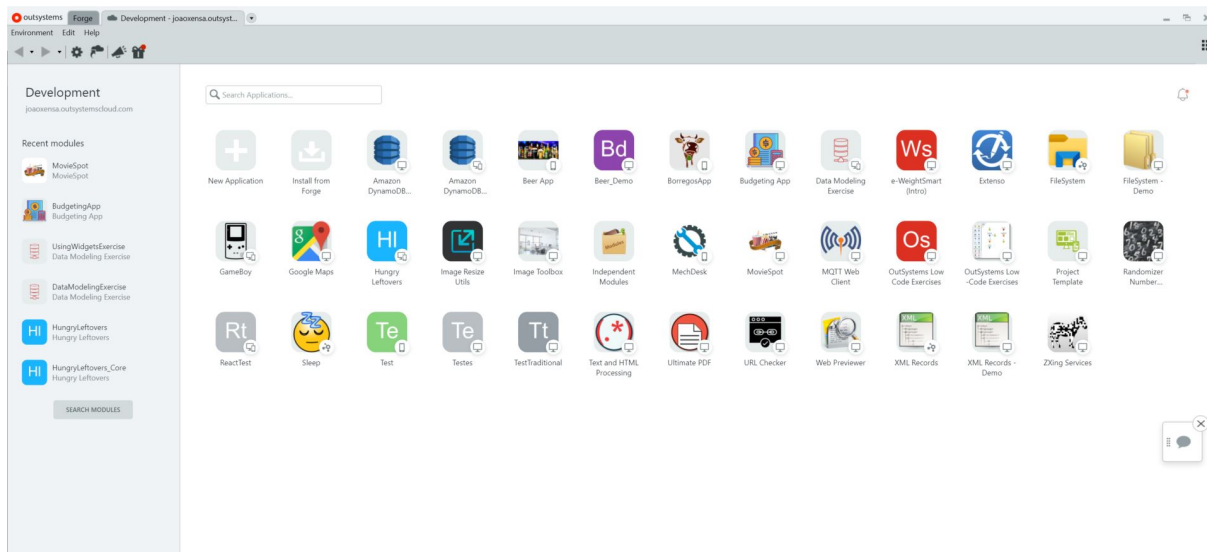 outsystems Forge Development - joaoxensa.outsyst...
Environment Edit Help
Development
joaoxensa.outsystemscloud.com
Recent modules
MovieSpot
MovieSpot
BudgetingApp
Budgeting App
UsingWidgetsExercise
Data Modeling Exercise
DataModelingExercise
Data Modeling Exercise
HI
HungryLeftovers
Hungry Leftovers
HI
HungryLeftovers_Core
Hungry Leftovers
SEARCH MODULES
Search Applications...
Bd
Ws
New Application
Install from
Forge
Amazon
DynamoDB...
Amazon
DynamoDB...
Beer App
Beer_Demo
BorregosApp
Budgeting App
Data Modeling
Exercise
e-WeightSmart
(Intro)
Extenso
FileSystem
FileSystem -
Demo
8
HI
Modules
Os
GameBoy
Google Maps
Hungry
Leftovers
Image Resize
Utils
Image Toolbox
Independent
Modules
MechDesk
MovieSpot
MQTT Web
Client
OutSystems Low
Code Exercises
OutSystems Low
-Code Exercises
Project
Template
Randomizer
Number...
Rt
Te
Te
Tt
(.*)
XML
XML
ReactTest
Sleep
Test
Testes
TestTraditional
Text and HTML
Processing
Ultimate PDF
URL Checker
Web Previewer
XML Records
XML Records -
Demo
ZXing Services